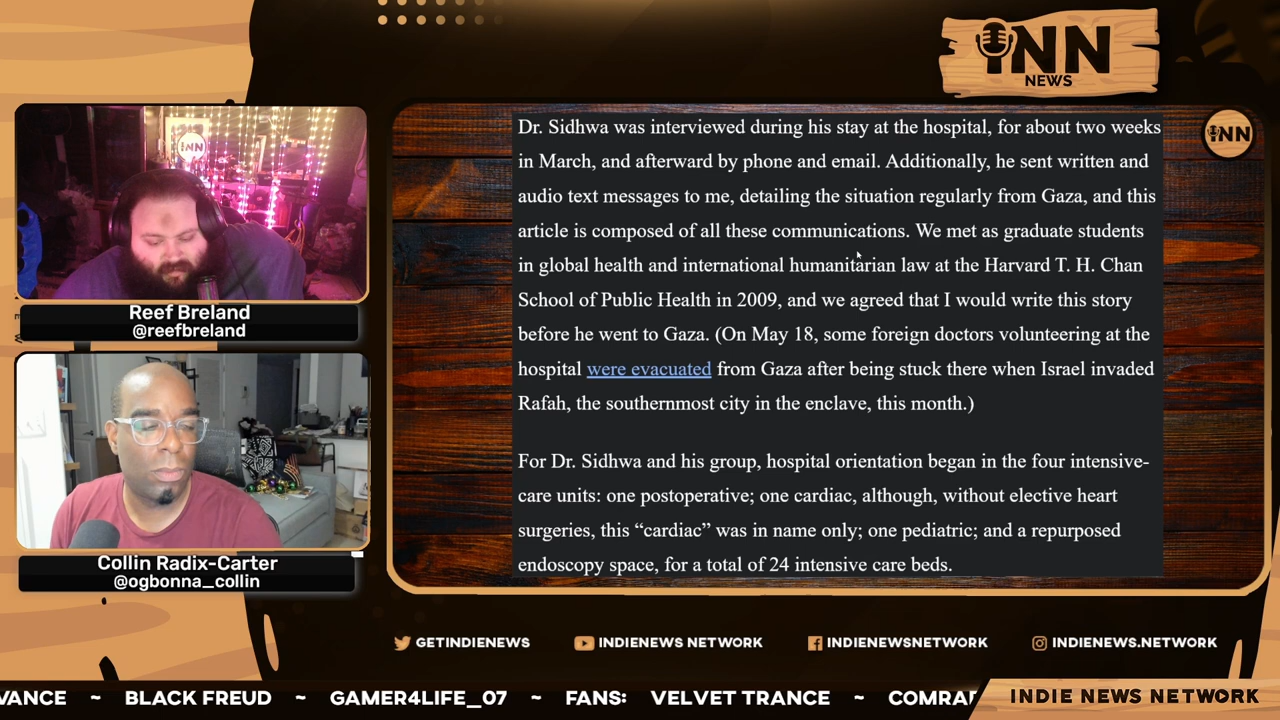 INN
NEWS
INN
INN
Reef Breland
@reefbreland
Collin Radix-Carter
@ogbonna_collin
Dr. Sidhwa was interviewed during his stay at the hospital, for about two weeks
in March, and afterward by phone and email. Additionally, he sent written and
audio text messages to me, detailing the situation regularly from Gaza, and this
article is composed of all these communications. We met as graduate students
in global health and international humanitarian law at the Harvard T. H. Chan
School of Public Health in 2009, and we agreed that I would write this story
before he went to Gaza. (On May 18, some foreign doctors volunteering at the
hospital were evacuated from Gaza after being stuck there when Israel invaded
Rafah, the southernmost city in the enclave, this month.)
For Dr. Sidhwa and his group, hospital orientation began in the four intensive-
care units: one postoperative; one cardiac, although, without elective heart
surgeries, this “cardiac” was in name only; one pediatric; and a repurposed
endoscopy space, for a total of 24 intensive care beds.
GETINDIENEWS INDIENEWS NETWORK INDIENEWSNETWORK INDIENEWS.NETWORK
VANCE ~ BLACK FREUD ~ GAMER4LIFE_07 ~ FANS: VELVET TRANCE ~ COMRA
INDIE NEWS NETWORK